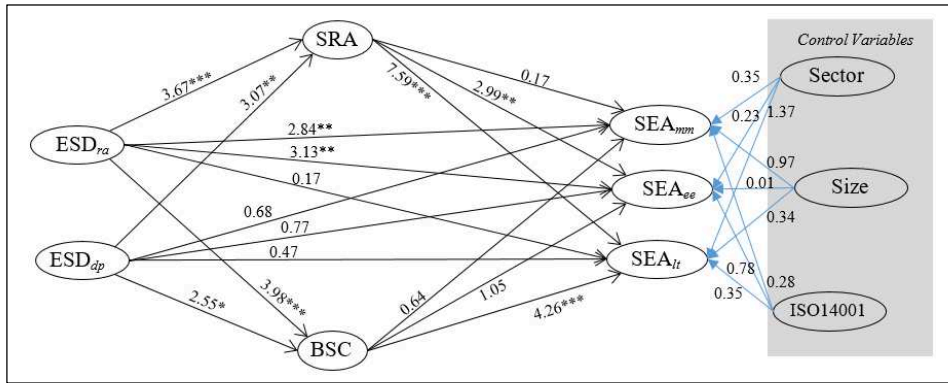 SRA
Control Variables
Sector
3.67***
3.07**
0.17
7.59***
2.99**
0.35
0.23
1.37
ESDra
2.84**
SEAmm
3.13**
0.17
0.97
SEAee
0.01
Size
0.68
0.77
0.47
0.34
ESDdp
SEAlt
0.78
0.28
0.35
3.98***
2.55*
0.64
1.05
4.26***
ISO14001
BSC